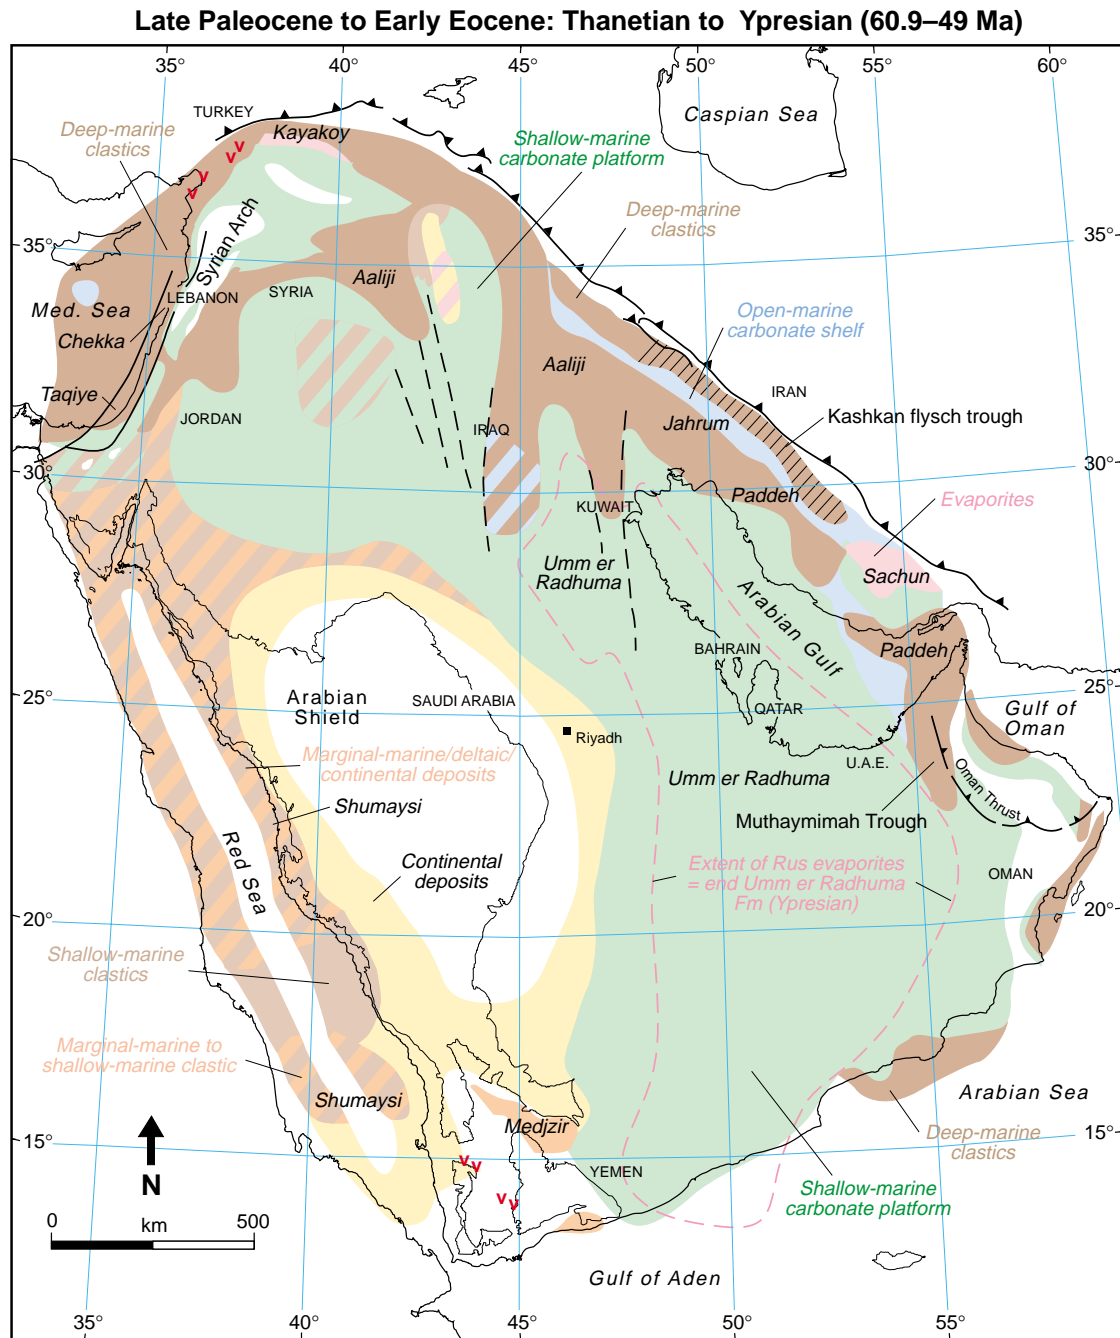 Late Paleocene to Early Eocene: Thanetian to Ypresian (60.9–49 Ma)
35°
40°
45°
50°
55°
60°
TURKEY
Kayakoy
Caspian Sea
Deep-marine
clastics
Shallow-marine
carbonate platform
v
v
v
v
Deep-marine
clastics
35°
35°
Syrian Arch
Aaliji
Med. Sea
LEBANON
SYRIA
Open-marine
carbonate shelf
Chekka
Aaliji
Taqiye
IRAN
JORDAN
IRAQ
Jahrum
Kashkan flysch trough
30°
30°
Paddeh
Evaporites
KUWAIT
Umm er
Radhuma
Sachun
Arabian Gulf
BAHRAIN
Paddeh
25°
25°
Arabian
Shield
SAUDI ARABIA
QATAR
Gulf of
Oman
Riyadh
Marginal-marine/deltaic/
continental deposits
U.A.E.
Umm er Radhuma
Oman Thrust
Shumaysi
Muthaymimah Trough
Red Sea
Continental
deposits
Extent of Rus evaporites
= end Umm er Radhuma
Fm (Ypresian)
OMAN
20°
20°
Shallow-marine
clastics
Marginal-marine to
shallow-marine clastic
Shumaysi
Arabian Sea
Medjzir
15°
15°
Deep-marine
clastics
v
v
N
YEMEN
v
v
Shallow-marine
carbonate platform
0
km
500
Gulf of Aden
35°
40°
45°
50°
55°